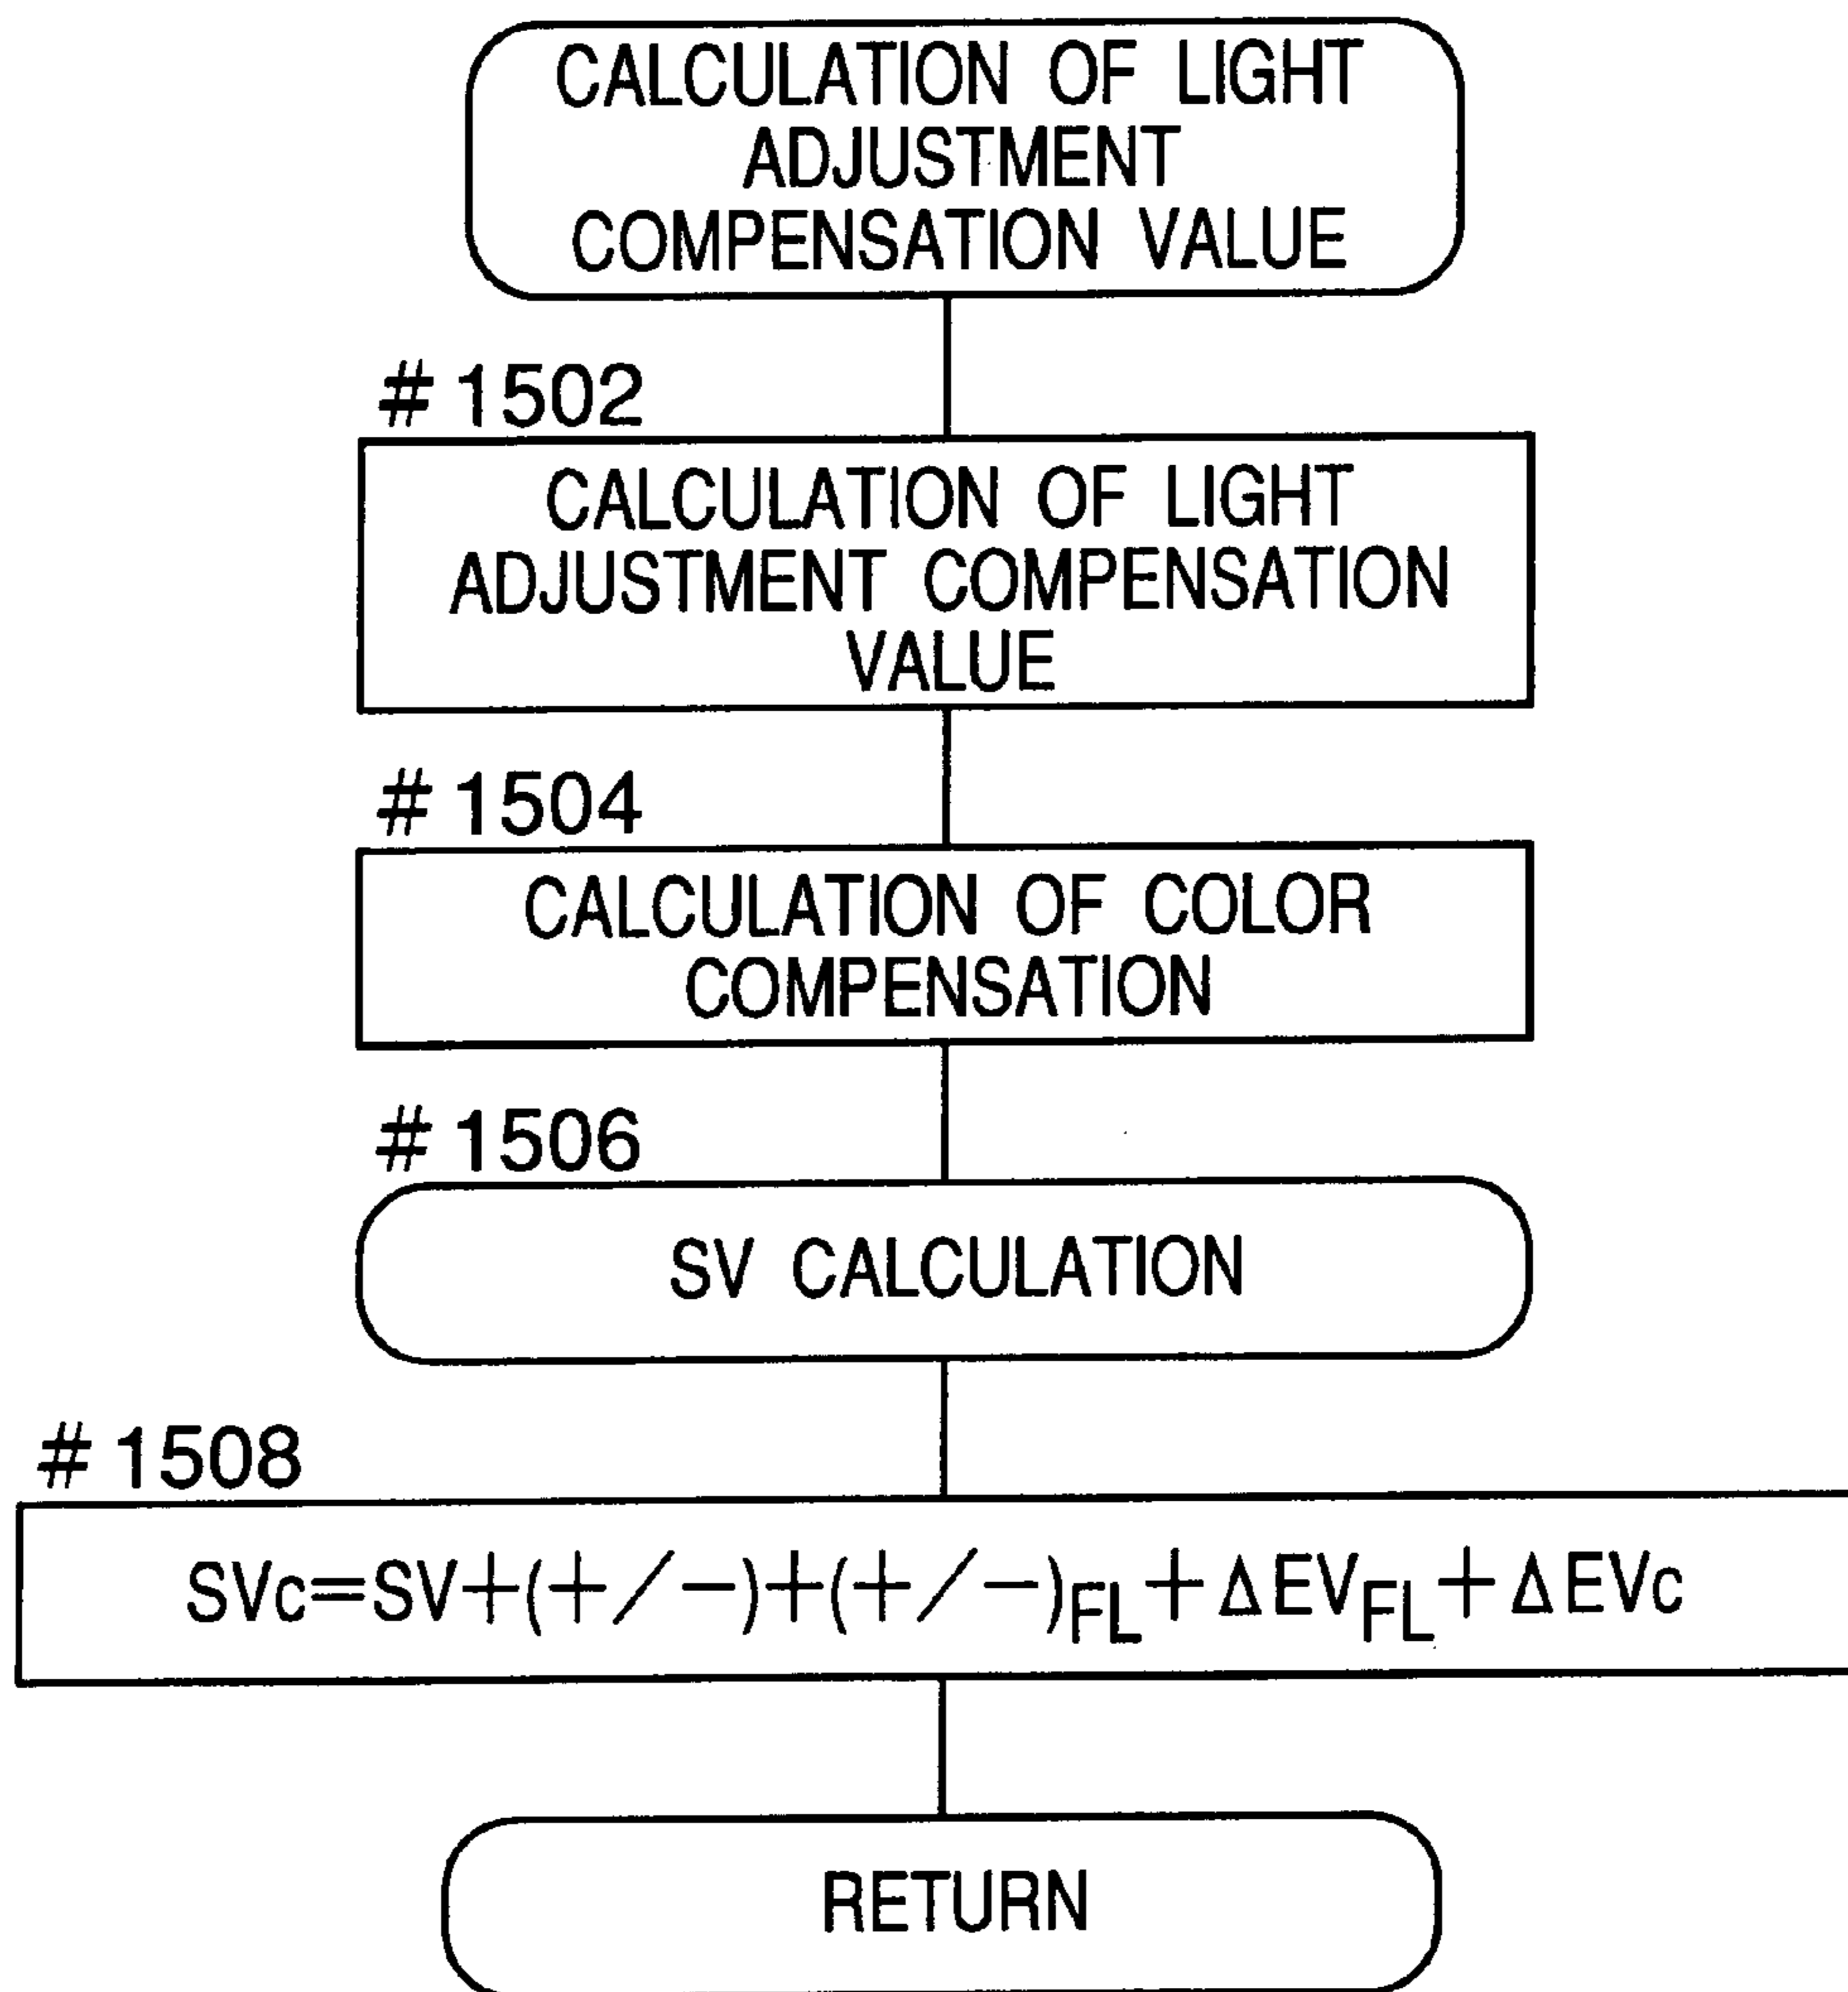 CALCULATION OF LIGHT
ADJUSTMENT
COMPENSATION VALUE
# 1502
CALCULATION OF LIGHT
ADJUSTMENT COMPENSATION
VALUE
# 1504
CALCULATION OF COLOR
COMPENSATION
# 1506
SV CALCULATION
# 1508
SVc=SV+(+/−)+(+/−)FL+ΔEVFL+ΔEVc
RETURN